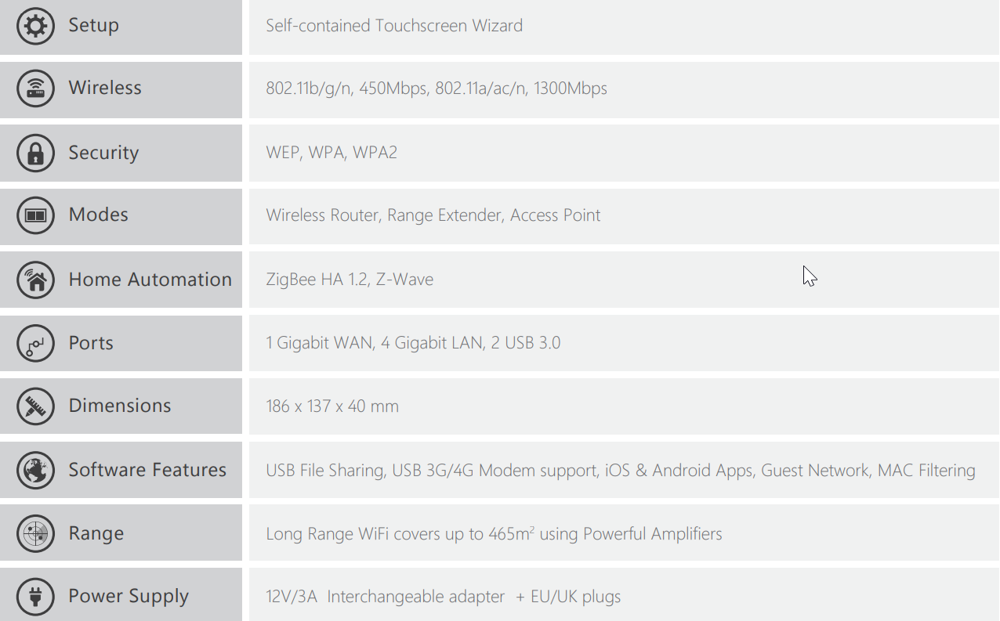 Setup Self-contained Touchscreen Wizard
Wireless 802.11b/g/n, 450Mbps, 802.11a/ac/n, 1300Mbps
Security WEP, WPA, WPA2
Modes Wireless Router, Range Extender, Access Point
Home Automation ZigBee HA 1.2, Z-Wave
Ports 1 Gigabit WAN, 4 Gigabit LAN, 2 USB 3.0
Dimensions 186 x 137 x 40 mm
Software Features USB File Sharing, USB 3G/4G Modem support, iOS & Android Apps, Guest Network, MAC Filtering
Range Long Range WiFi covers up to 465m² using Powerful Amplifiers
Power Supply 12V/3A Interchangeable adapter + EU/UK plugs